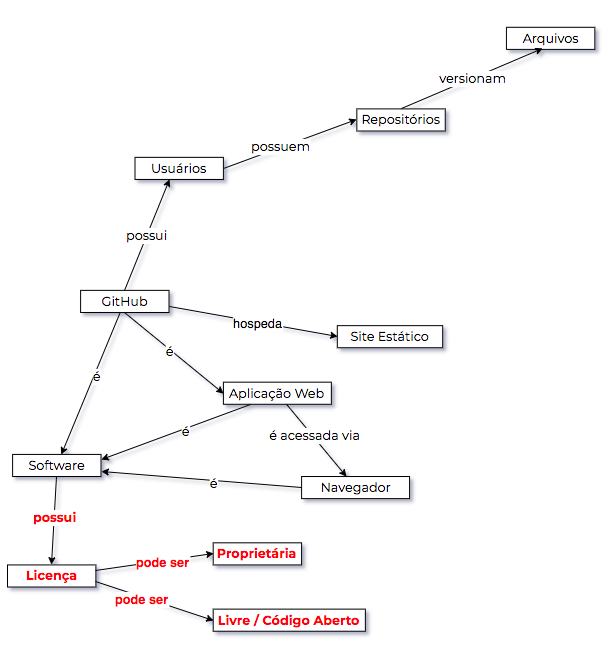 Arquivos
versionam
Repositórios
possuem
Usuários
possui
GitHub
hospeda
Site Estático
é
é
Aplicação Web
é
é acessada via
Software
é
Navegador
possui
Proprietária
pode ser
Licença
pode ser
Livre / Código Aberto